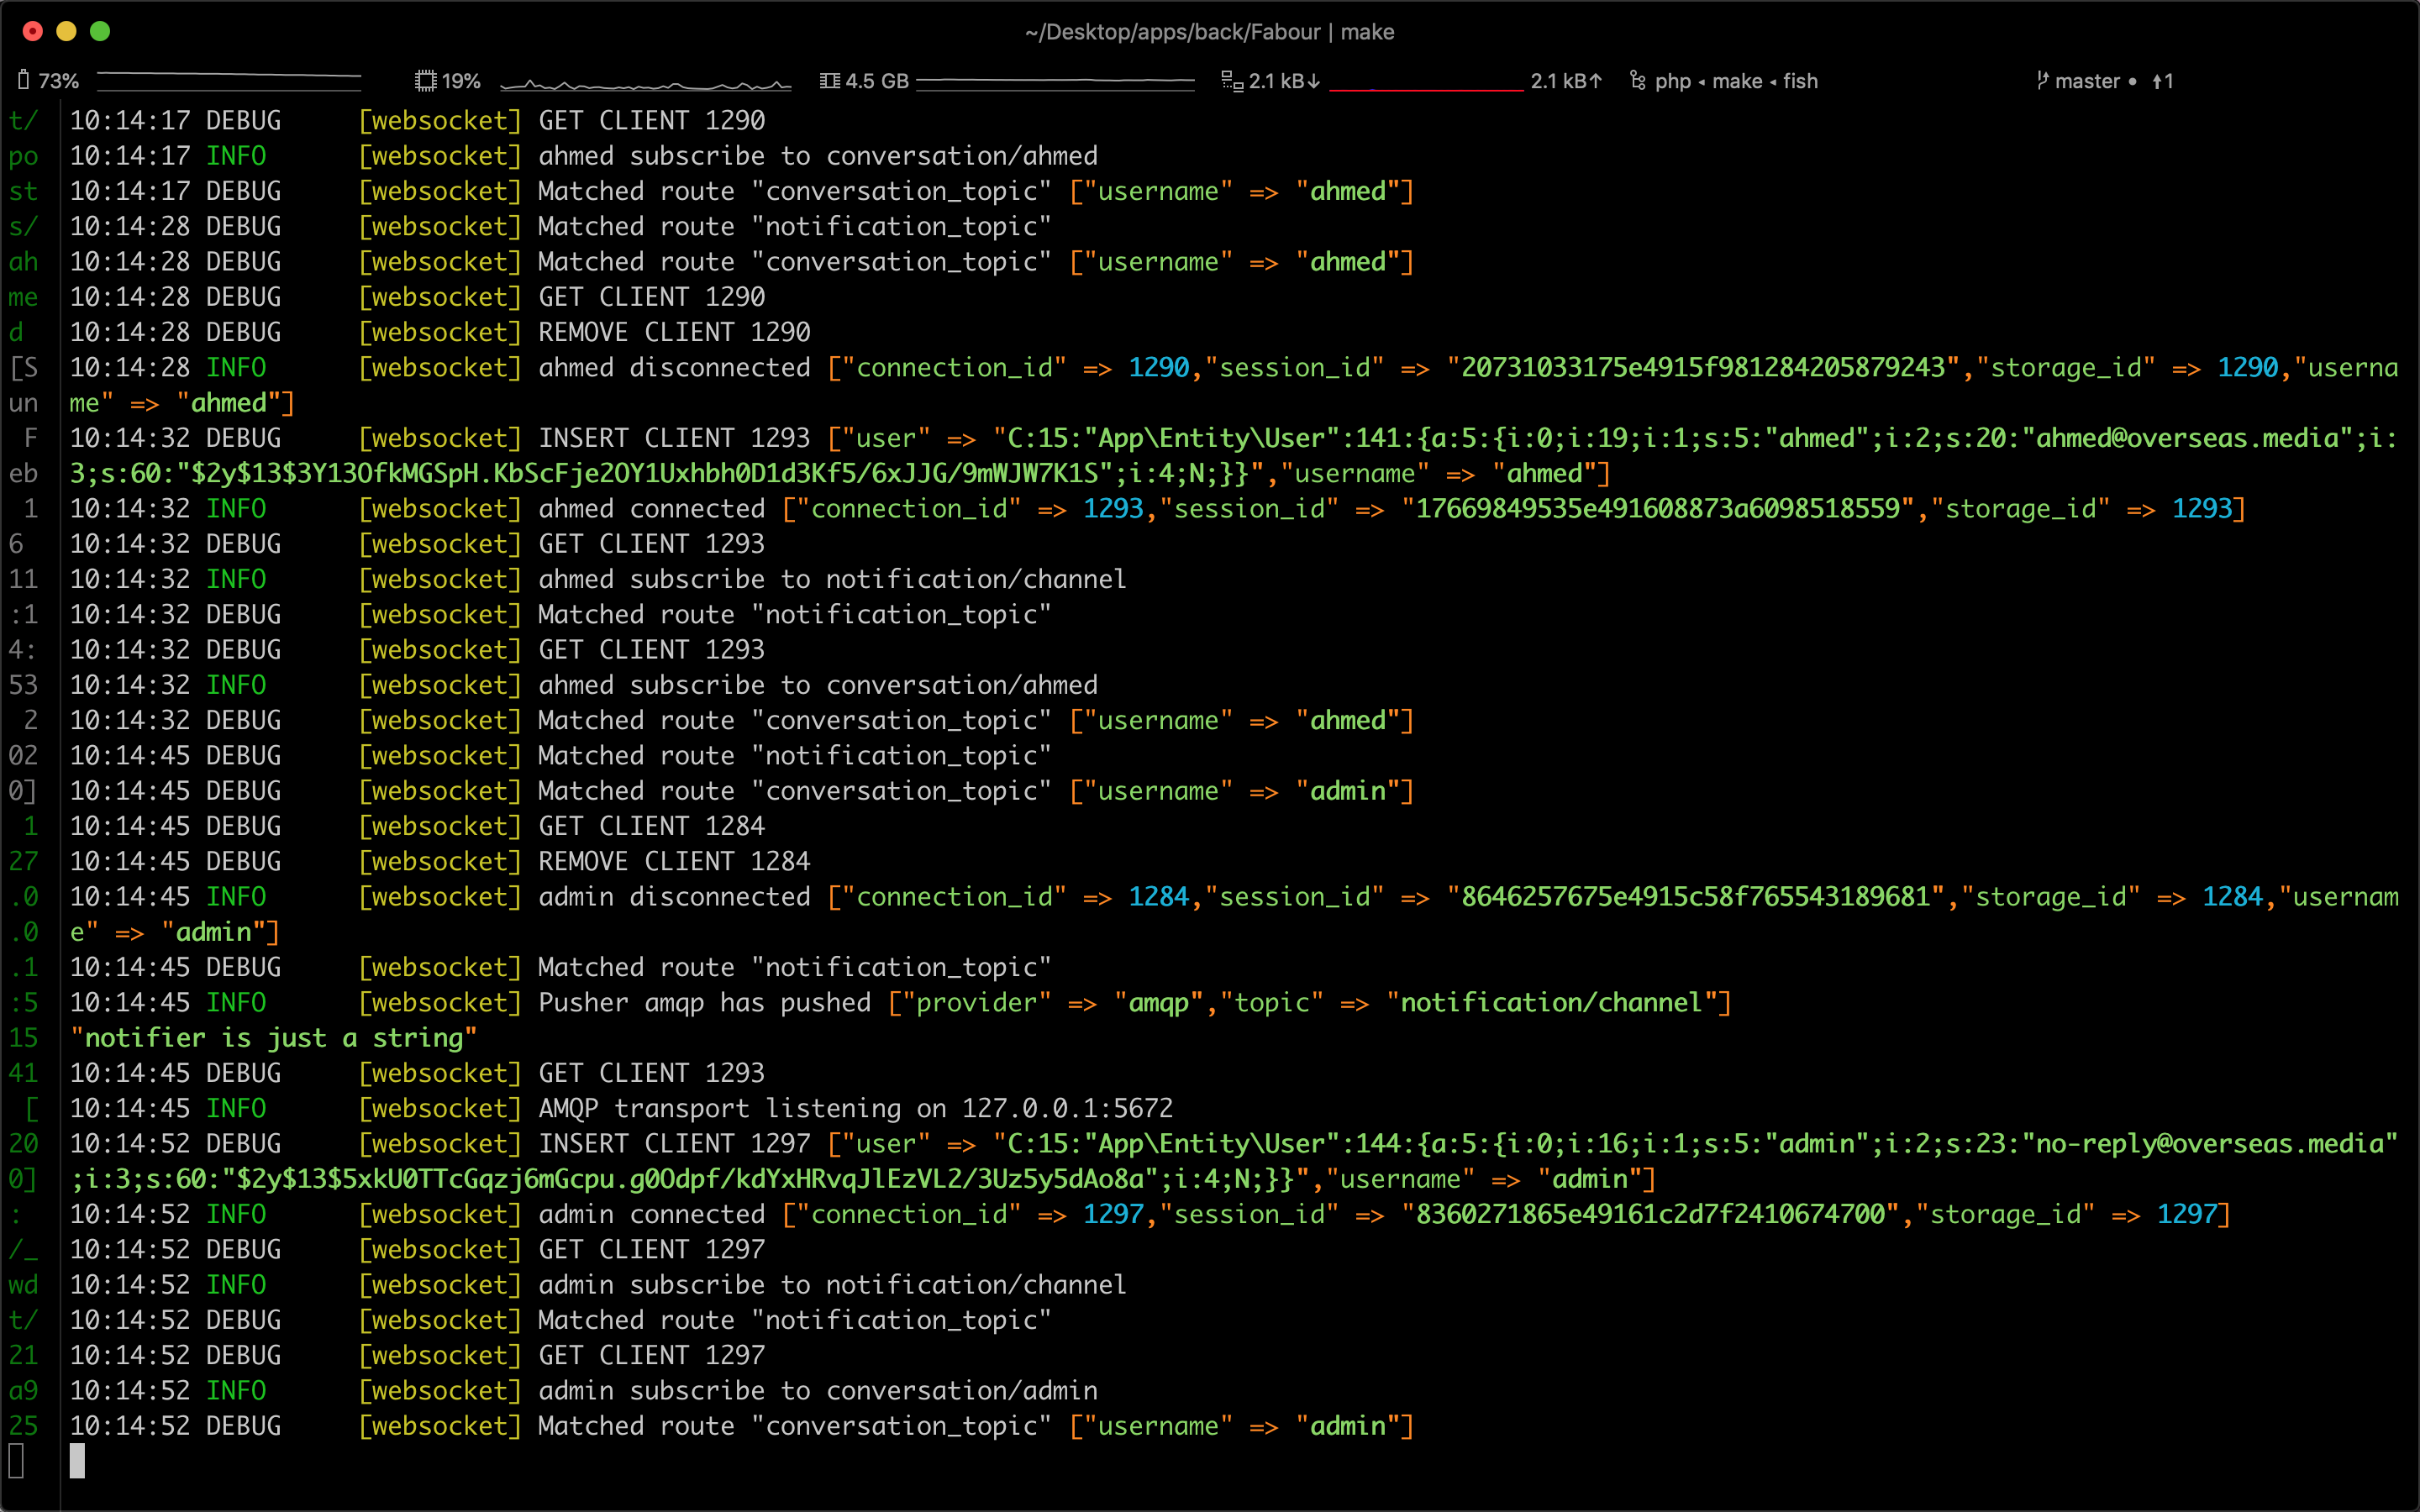 ~/Desktop/apps/back/Fabour | make
73% 19% 4.5 GB 2.1 kB↓ 2.1 kB↑ php ◂ make ◂ fish master • ↑1
t/ 10:14:17 DEBUG [websocket] GET CLIENT 1290
po 10:14:17 INFO [websocket] ahmed subscribe to conversation/ahmed
st 10:14:17 DEBUG [websocket] Matched route "conversation_topic" ["username" => "ahmed"]
s/ 10:14:28 DEBUG [websocket] Matched route "notification_topic"
ah 10:14:28 DEBUG [websocket] Matched route "conversation_topic" ["username" => "ahmed"]
me 10:14:28 DEBUG [websocket] GET CLIENT 1290
d 10:14:28 DEBUG [websocket] REMOVE CLIENT 1290
[S 10:14:28 INFO [websocket] ahmed disconnected ["connection_id" => 1290,"session_id" => "20731033175e4915f981284205879243","storage_id" => 1290,"userna
un me" => "ahmed"]
F 10:14:32 DEBUG [websocket] INSERT CLIENT 1293 ["user" => "C:15:"App\Entity\User":141:{a:5:{i:0;i:19;i:1;s:5:"ahmed";i:2;s:20:"ahmed@overseas.media";i:
eb 3;s:60:"$2y$13$3Y13OfkMGSpH.KbScFje2OY1Uxhbh0D1d3Kf5/6xJJG/9mWJW7K1S";i:4;N;}}","username" => "ahmed"]
1 10:14:32 INFO [websocket] ahmed connected ["connection_id" => 1293,"session_id" => "17669849535e491608873a6098518559","storage_id" => 1293]
6 10:14:32 DEBUG [websocket] GET CLIENT 1293
11 10:14:32 INFO [websocket] ahmed subscribe to notification/channel
:1 10:14:32 DEBUG [websocket] Matched route "notification_topic"
4: 10:14:32 DEBUG [websocket] GET CLIENT 1293
53 10:14:32 INFO [websocket] ahmed subscribe to conversation/ahmed
2 10:14:32 DEBUG [websocket] Matched route "conversation_topic" ["username" => "ahmed"]
02 10:14:45 DEBUG [websocket] Matched route "notification_topic"
0] 10:14:45 DEBUG [websocket] Matched route "conversation_topic" ["username" => "admin"]
1 10:14:45 DEBUG [websocket] GET CLIENT 1284
27 10:14:45 DEBUG [websocket] REMOVE CLIENT 1284
.0 10:14:45 INFO [websocket] admin disconnected ["connection_id" => 1284,"session_id" => "8646257675e4915c58f765543189681","storage_id" => 1284,"usernam
.0 e" => "admin"]
.1 10:14:45 DEBUG [websocket] Matched route "notification_topic"
:5 10:14:45 INFO [websocket] Pusher amqp has pushed ["provider" => "amqp","topic" => "notification/channel"]
15 "notifier is just a string"
41 10:14:45 DEBUG [websocket] GET CLIENT 1293
[ 10:14:45 INFO [websocket] AMQP transport listening on 127.0.0.1:5672
20 10:14:52 DEBUG [websocket] INSERT CLIENT 1297 ["user" => "C:15:"App\Entity\User":144:{a:5:{i:0;i:16;i:1;s:5:"admin";i:2;s:23:"no-reply@overseas.media"
0] ;i:3;s:60:"$2y$13$5xkU0TTcGqzj6mGcpu.g0Odpf/kdYxHRvqJlEzVL2/3Uz5y5dAo8a";i:4;N;}}","username" => "admin"]
: 10:14:52 INFO [websocket] admin connected ["connection_id" => 1297,"session_id" => "8360271865e49161c2d7f2410674700","storage_id" => 1297]
/_ 10:14:52 DEBUG [websocket] GET CLIENT 1297
wd 10:14:52 INFO [websocket] admin subscribe to notification/channel
t/ 10:14:52 DEBUG [websocket] Matched route "notification_topic"
21 10:14:52 DEBUG [websocket] GET CLIENT 1297
a9 10:14:52 INFO [websocket] admin subscribe to conversation/admin
25 10:14:52 DEBUG [websocket] Matched route "conversation_topic" ["username" => "admin"]